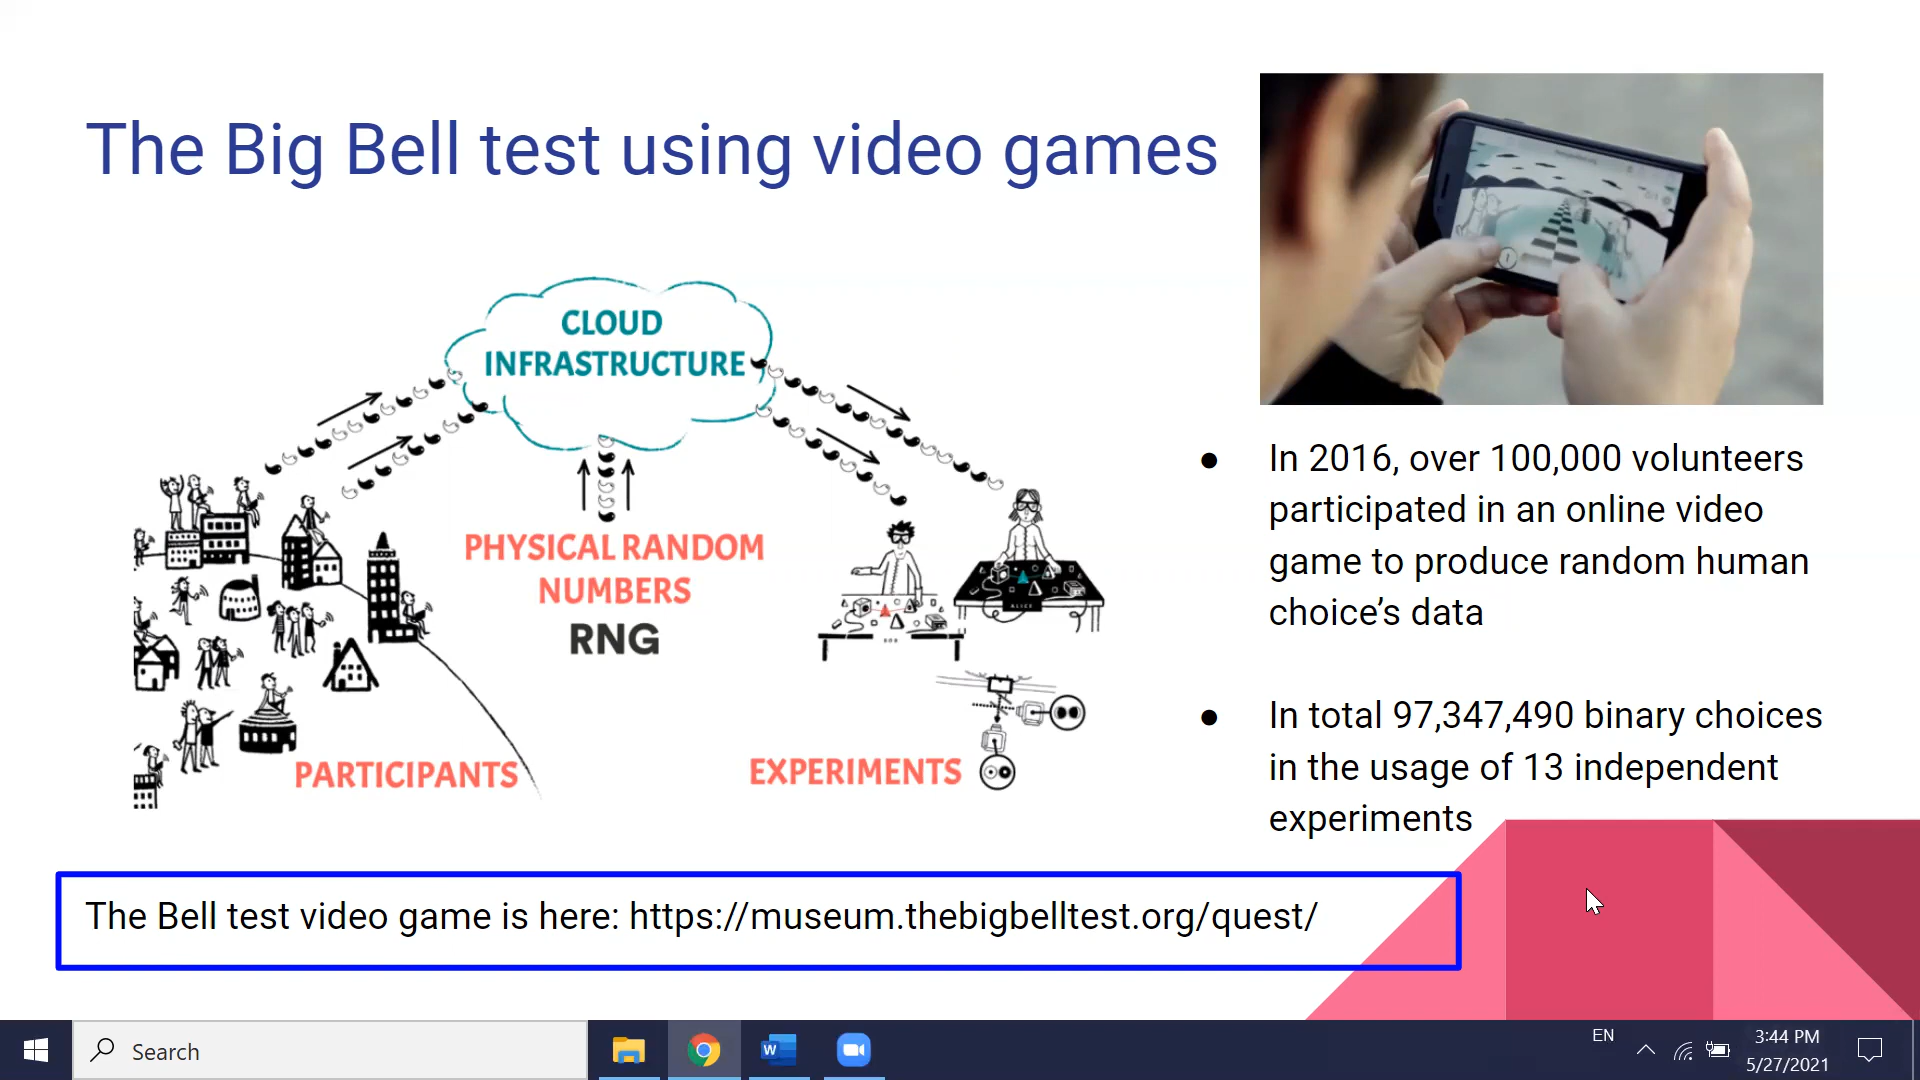 The Big Bell test using video games
CLOUD
INFRASTRUCTURE
PHYSICAL RANDOM
NUMBERS
RNG
PARTICIPANTS
EXPERIMENTS
ALICE
BOB
● In 2016, over 100,000 volunteers
participated in an online video
game to produce random human
choice’s data
● In total 97,347,490 binary choices
in the usage of 13 independent
experiments
The Bell test video game is here: https://museum.thebigbelltest.org/quest/
Search
EN
3:44 PM
5/27/2021